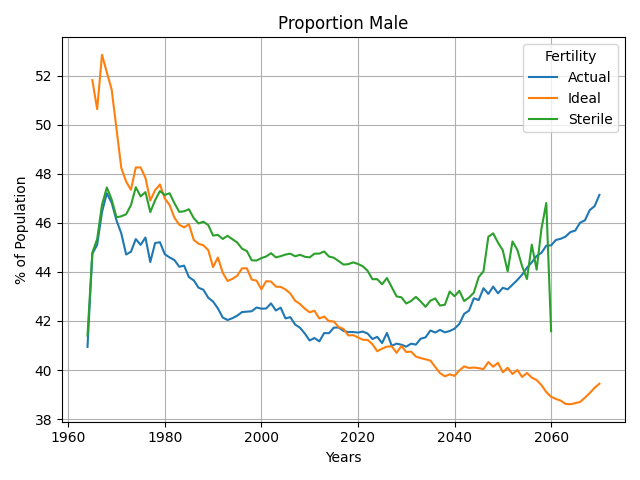 Proportion Male
% of Population
52
50
48
46
44
42
40
38
1960
1980
2000
2020
2040
2060
Years
Fertility
Actual
Ideal
Sterile